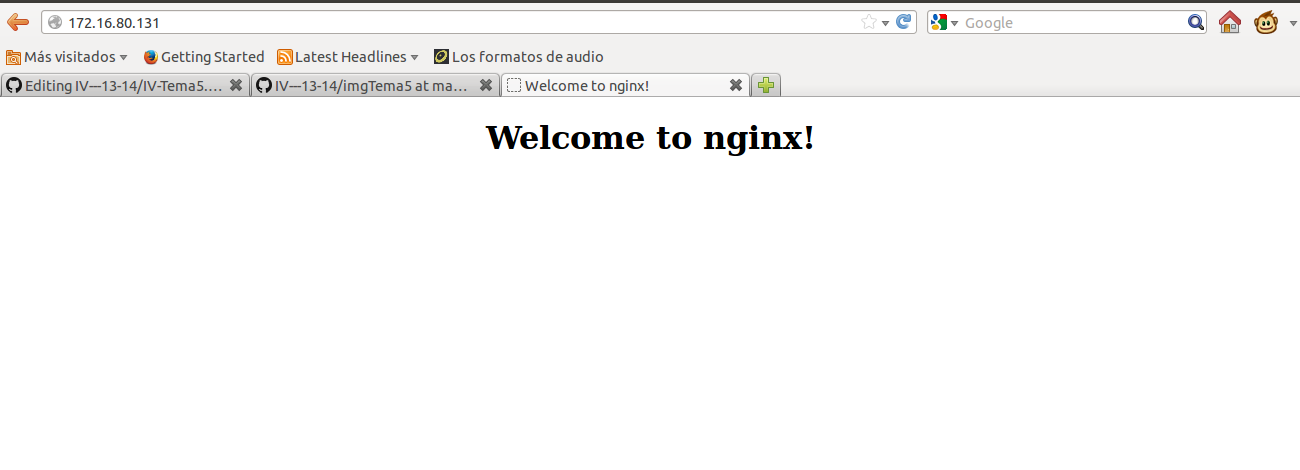 172.16.80.131 Google
Más visitados Getting Started Latest Headlines Los formatos de audio
Editing IV---13-14/IV-Tema5.... IV---13-14/imgTema5 at ma... Welcome to nginx!
Welcome to nginx!